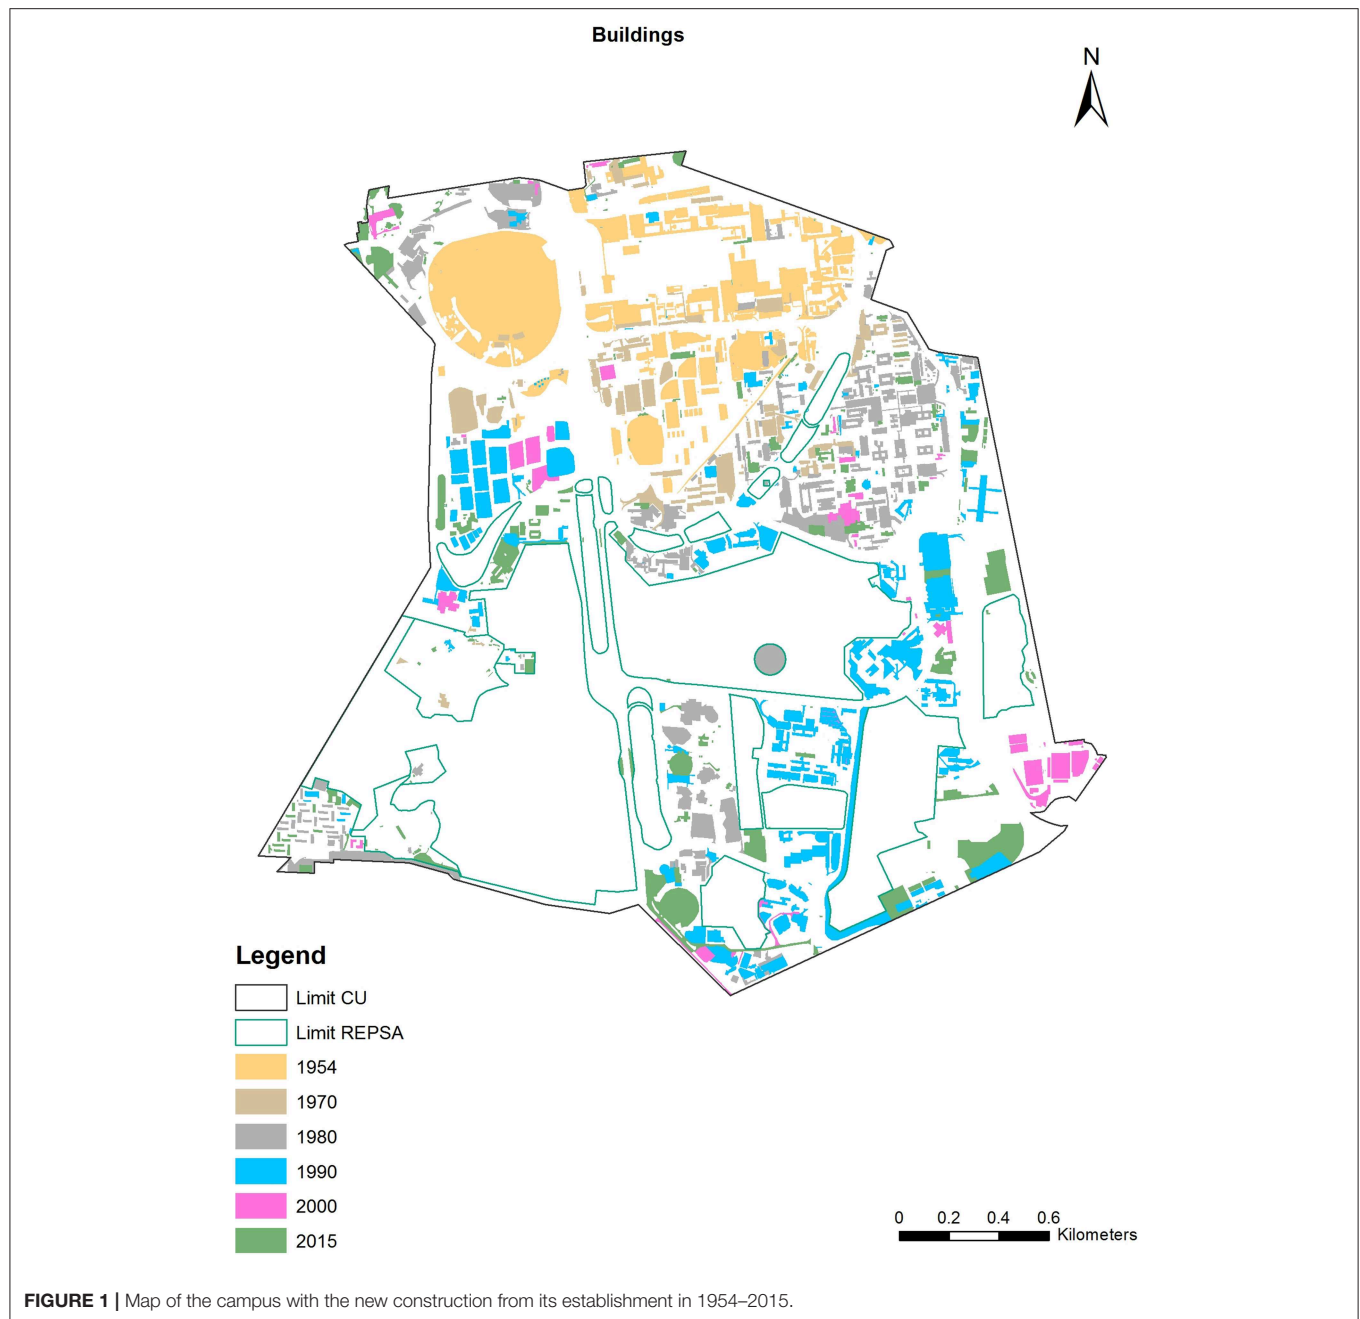 Buildings
N
Legend
Limit CU
Limit REPSA
1954
1970
1980
1990
2000
2015
0 0.2 0.4 0.6
Kilometers
FIGURE 1 | Map of the campus with the new construction from its establishment in 1954–2015.